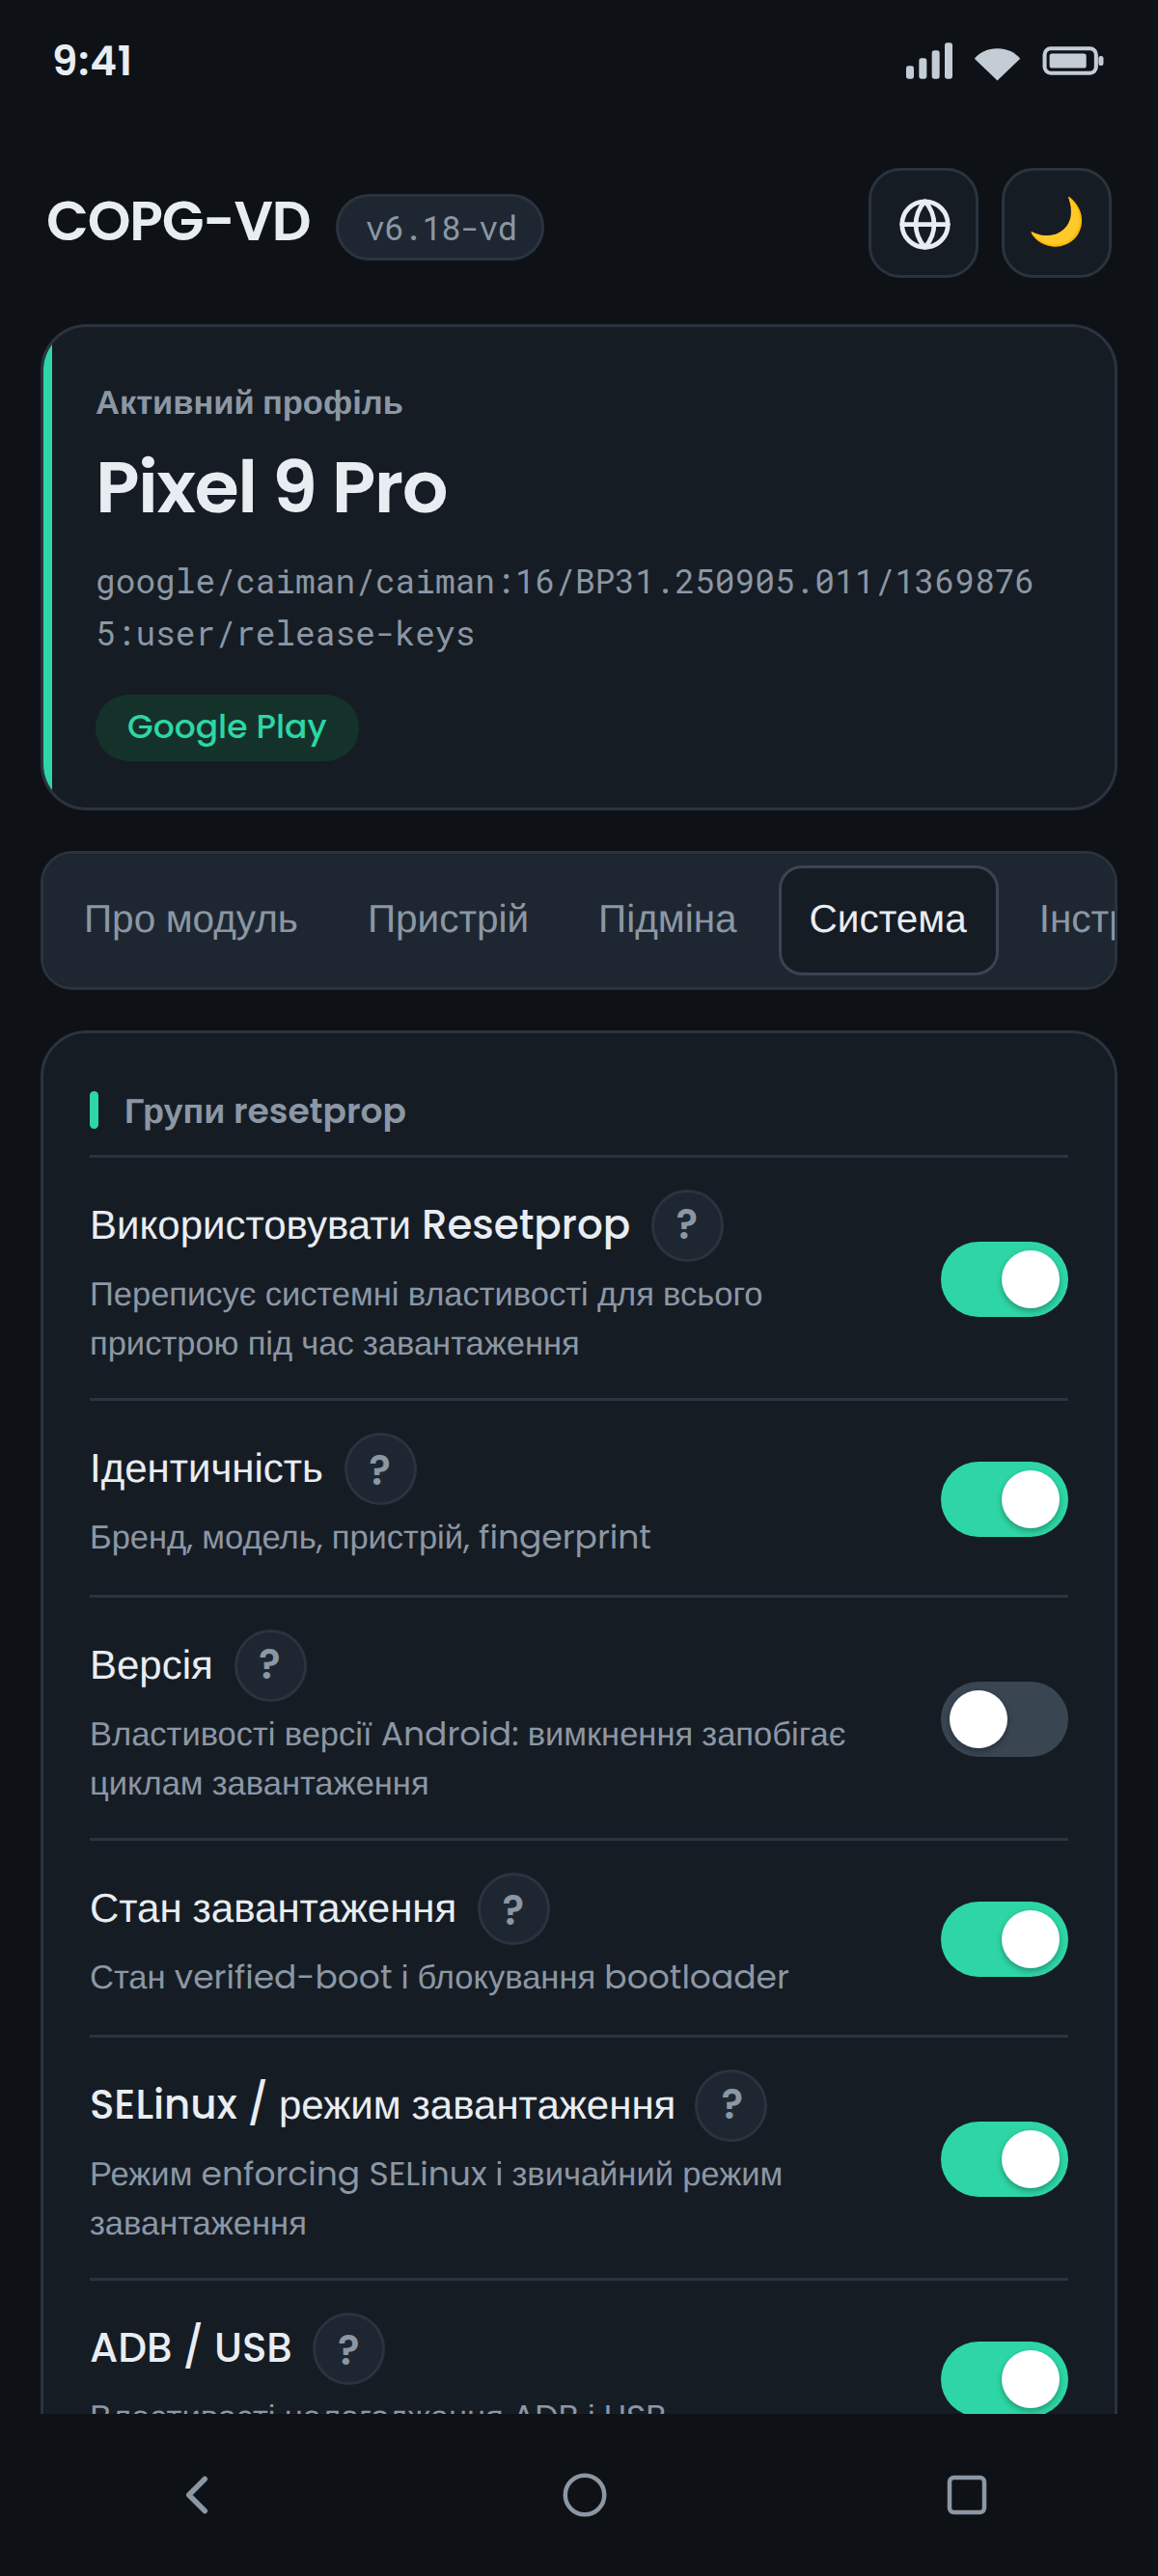 9:41
COPG-VD
v6.18-vd
Активний профіль
Pixel 9 Pro
google/caiman/caiman:16/BP31.250905.011/1369876
5:user/release-keys
Google Play
Про модуль Пристрій Підміна Система
Групи resetprop
Використовувати Resetprop ?
Переписує системні властивості для всього
пристрою під час завантаження
Ідентичність ?
Бренд, модель, пристрій, fingerprint
Версія ?
Властивості версії Android: вимкнення запобігає
циклам завантаження
Стан завантаження ?
Стан verified-boot і блокування bootloader
SELinux / режим завантаження ?
Режим enforcing SELinux і звичайний режим
завантаження
ADB / USB ?